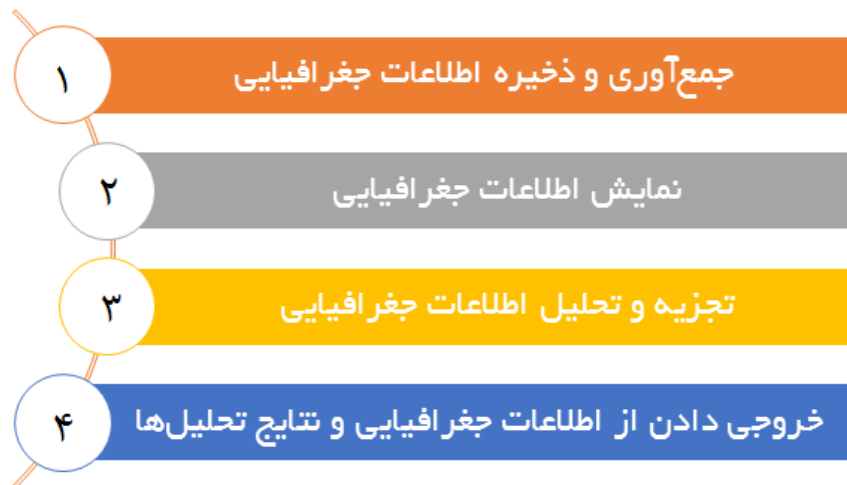 ۱
جمع‌آوری و ذخیره اطلاعات جغرافیایی
۲
نمایش اطلاعات جغرافیایی
۳
تجزیه و تحلیل اطلاعات جغرافیایی
۴
خروجی دادن از اطلاعات جغرافیایی و نتایج تحلیل‌ها